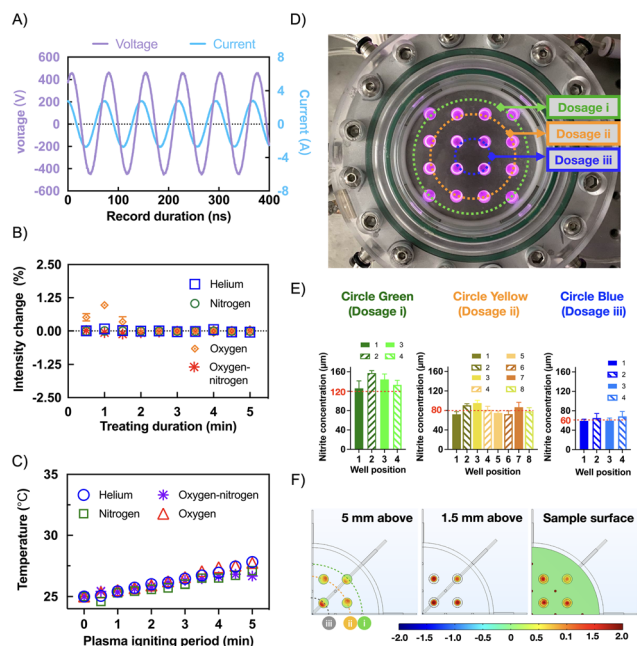 A)
Voltage
Current
600
400
200
0
-200
-400
-600
voltage (V)
8
4
0
-4
-8
Current (A)
0
100
200
300
400
Record duration (ns)
B)
2.50
1.25
0.00
-1.25
-2.50
Intensity change (%)
Helium
Nitrogen
Oxygen
Oxygen-
nitrogen
0 1 2 3 4 5
Treating duration (min)
C)
35
30
25
Temperature (°C)
Helium
Oxygen-nitrogen
Nitrogen
Oxygen
0 1 2 3 4 5
Plasma igniting period (min)
D)
Dosage i
Dosage ii
Dosage iii
E)
Circle Green
(Dosage i)
Circle Yellow
(Dosage ii)
Circle Blue
(Dosage iii)
Nitrite concentration (μm)
160
120
80
40
0
1
2
3
4
1 2 3 4
Well position
Nitrite concentration (μm)
160
120
80
40
0
1
2
3
4
5
6
7
8
1 2 3 4 5 6 7 8
Well position
Nitrite concentration (μm)
160
120
80
60
40
0
1
2
3
4
1 2 3 4
Well position
F)
5 mm above
1.5 mm above
Sample surface
iii
ii
i
-2.0 -1.5 -1.0 -0.5 0 0.5 0.1 1.5 2.0